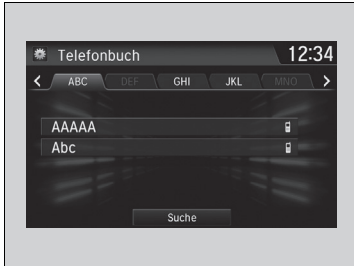 Telefonbuch 12:34
ABC DEF GHI JKL MNO
AAAAA
Abc
Suche